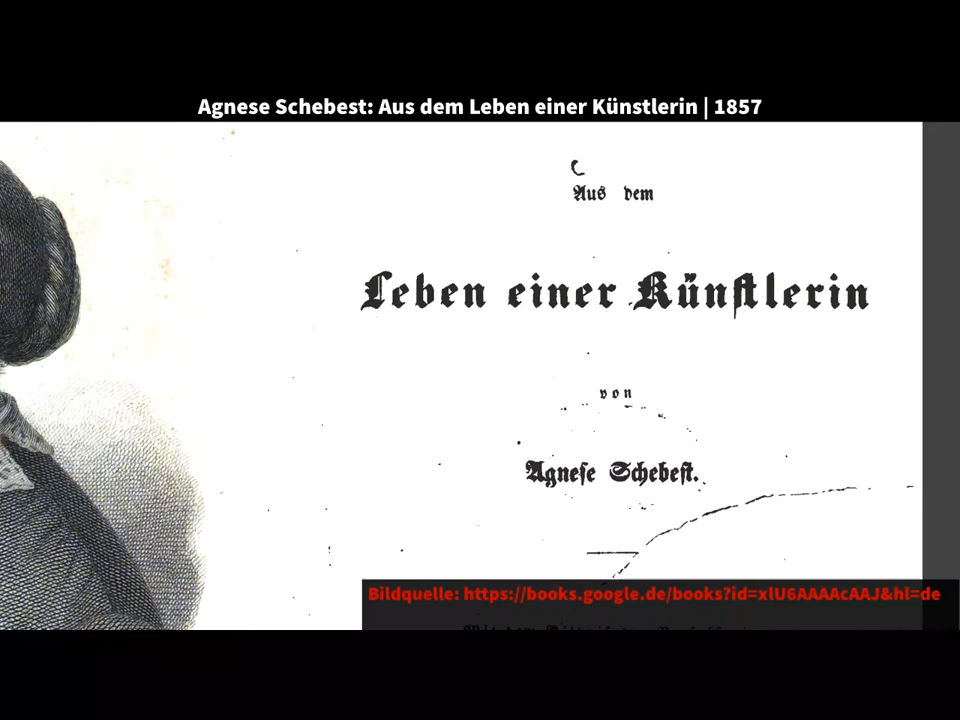 Agnese Schebest: Aus dem Leben einer Künstlerin | 1857
Aus dem
Leben einer Künſtlerin
von
Agneſe Schebeſt.
Bildquelle: https://books.google.de/books?id=xlU6AAAAcAAJ&hl=de